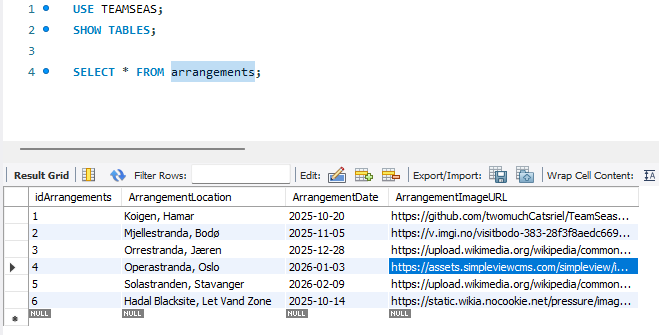 1 USE TEAMSEAS;
2 SHOW TABLES;
3
4 SELECT * FROM arrangements;
Result Grid Filter Rows: Edit: Export/Import: Wrap Cell Content:
idArrangements ArrangementLocation ArrangementDate ArrangementImageURL
1 Koigen, Hamar 2025-10-20 https://github.com/twomuchCatsriel/TeamSeas...
2 Mjellestranda, Bodø 2025-11-05 https://v.imgi.no/visitbodo-383-28f3f8aedc669...
3 Orrestranda, Jæren 2025-12-28 https://upload.wikimedia.org/wikipedia/common...
4 Operastranda, Oslo 2026-01-03 https://assets.simpleviewcms.com/simpleview/i...
5 Solastranden, Stavanger 2026-02-09 https://upload.wikimedia.org/wikipedia/common...
6 Hadal Blacksite, Let Vand Zone 2025-10-14 https://static.wikia.nocookie.net/pressure/imag...
NULL NULL NULL NULL